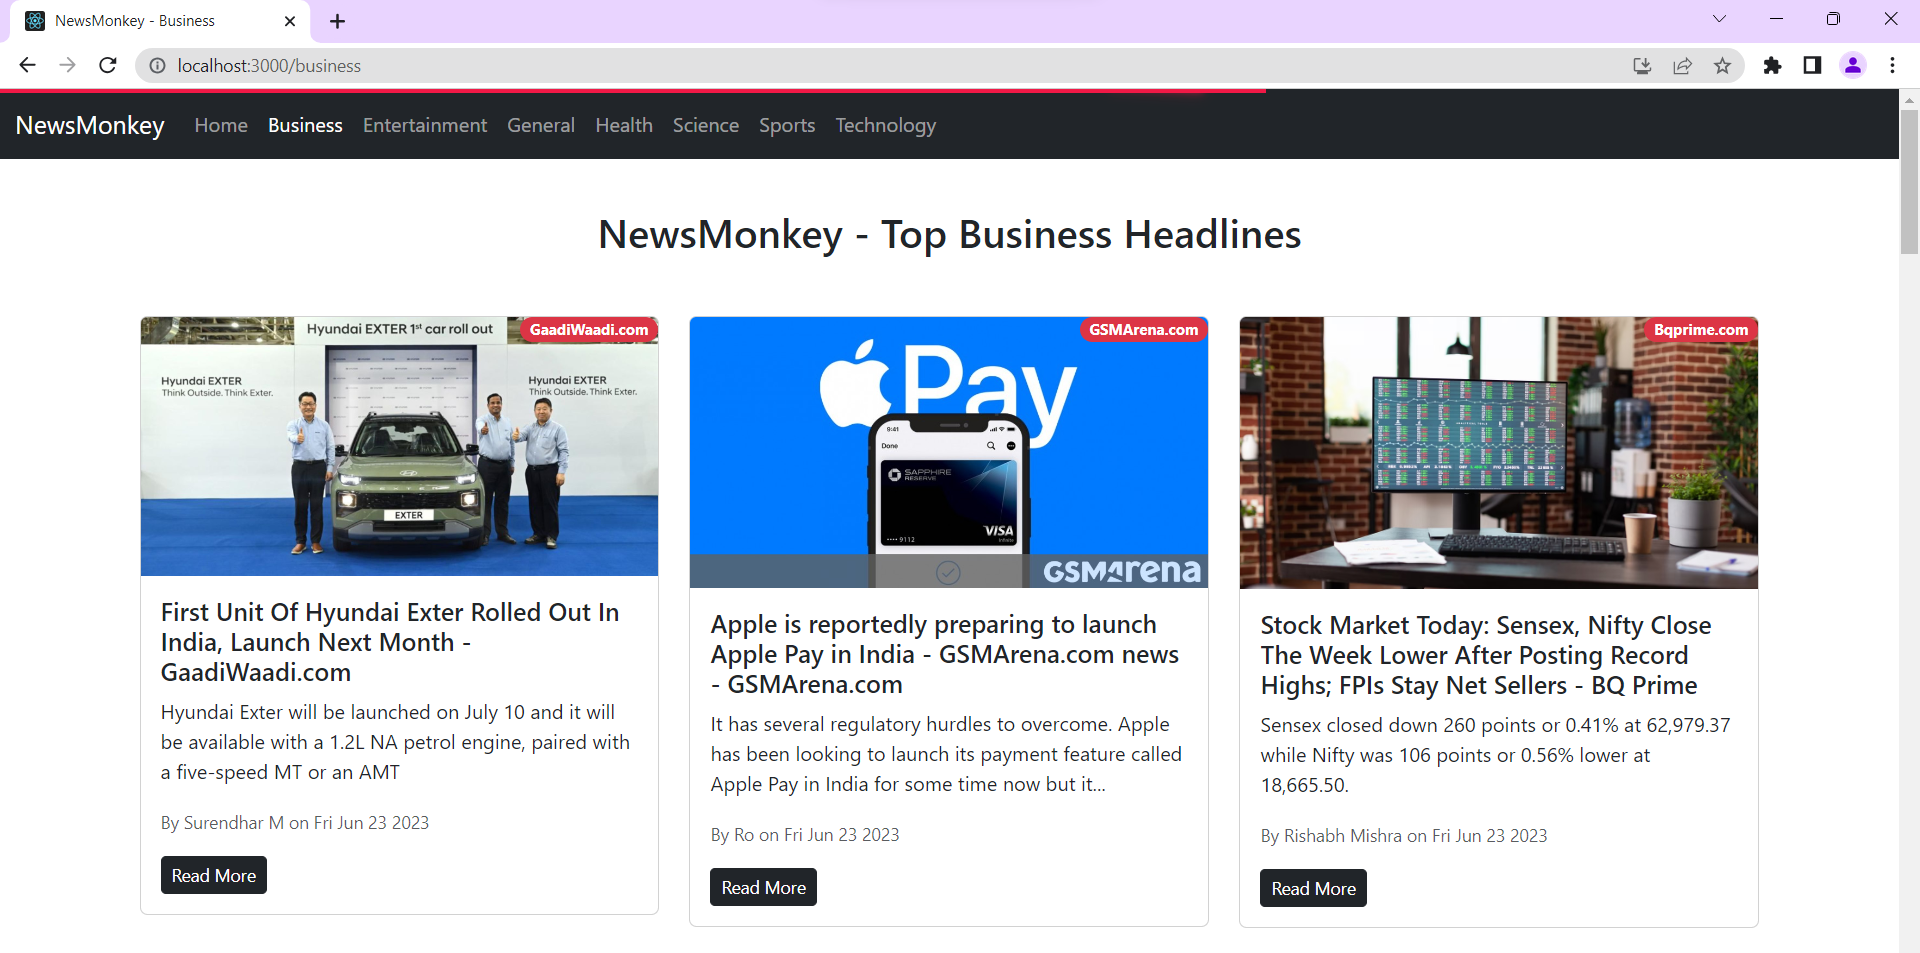 NewsMonkey - Business
localhost:3000/business
NewsMonkey Home Business Entertainment General Health Science Sports Technology
NewsMonkey - Top Business Headlines
Hyundai EXTER 1st car roll out
GaadiWaadi.com
Hyundai EXTER
Think Outside. Think Exter.
Hyundai EXTER
Think Outside. Think Exter.
EXTER
First Unit Of Hyundai Exter Rolled Out In
India, Launch Next Month -
GaadiWaadi.com
Hyundai Exter will be launched on July 10 and it will
be available with a 1.2L NA petrol engine, paired with
a five-speed MT or an AMT
By Surendhar M on Fri Jun 23 2023
Read More
GSMArena.com
Pay
9:41
Done
SAPPHIRE
RESERVE
VISA
Infinite
•••• 9112
GSMArena
Apple is reportedly preparing to launch
Apple Pay in India - GSMArena.com news
- GSMArena.com
It has several regulatory hurdles to overcome. Apple
has been looking to launch its payment feature called
Apple Pay in India for some time now but it...
By Ro on Fri Jun 23 2023
Read More
Bqprime.com
Stock Market Today: Sensex, Nifty Close
The Week Lower After Posting Record
Highs; FPIs Stay Net Sellers - BQ Prime
Sensex closed down 260 points or 0.41% at 62,979.37
while Nifty was 106 points or 0.56% lower at
18,665.50.
By Rishabh Mishra on Fri Jun 23 2023
Read More